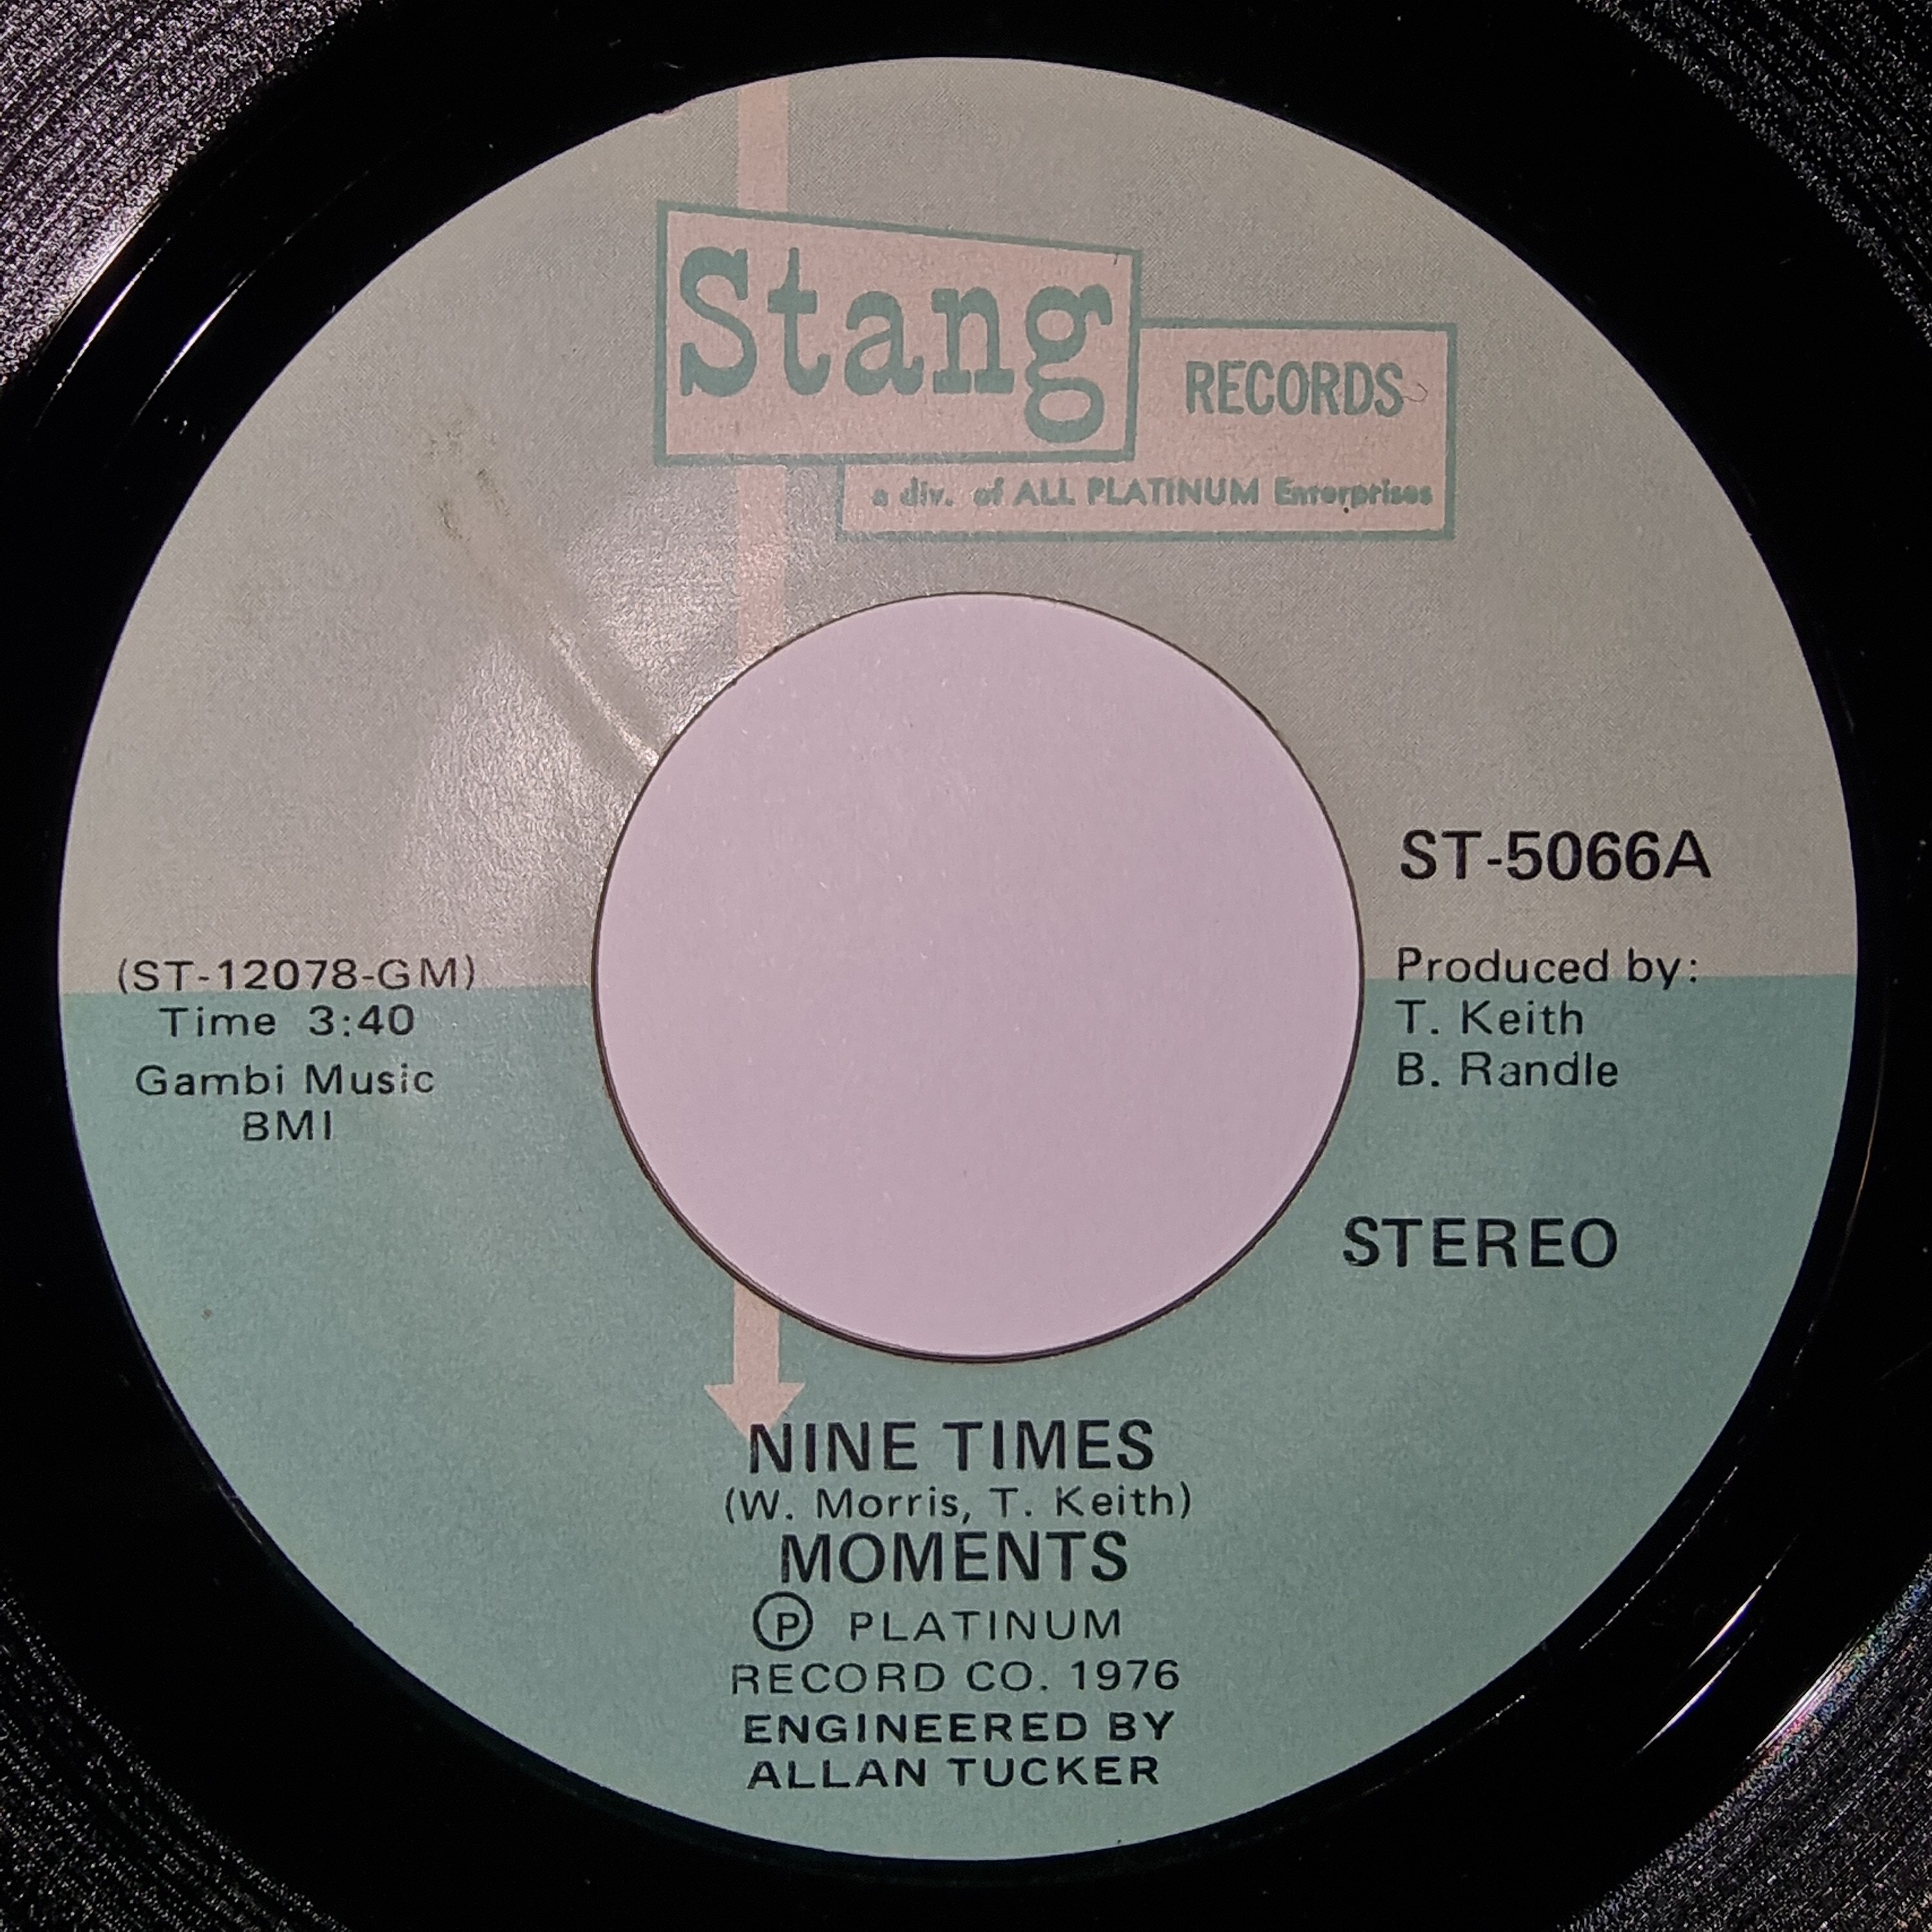 Stang
RECORDS
a div. of ALL PLATINUM Enterprises
ST-5066A
(ST-12078-GM)
Time 3:40
Gambi Music
BMI
Produced by:
T. Keith
B. Randle
STEREO
NINE TIMES
(W. Morris, T. Keith)
MOMENTS
Ⓟ PLATINUM
RECORD CO. 1976
ENGINEERED BY
ALLAN TUCKER